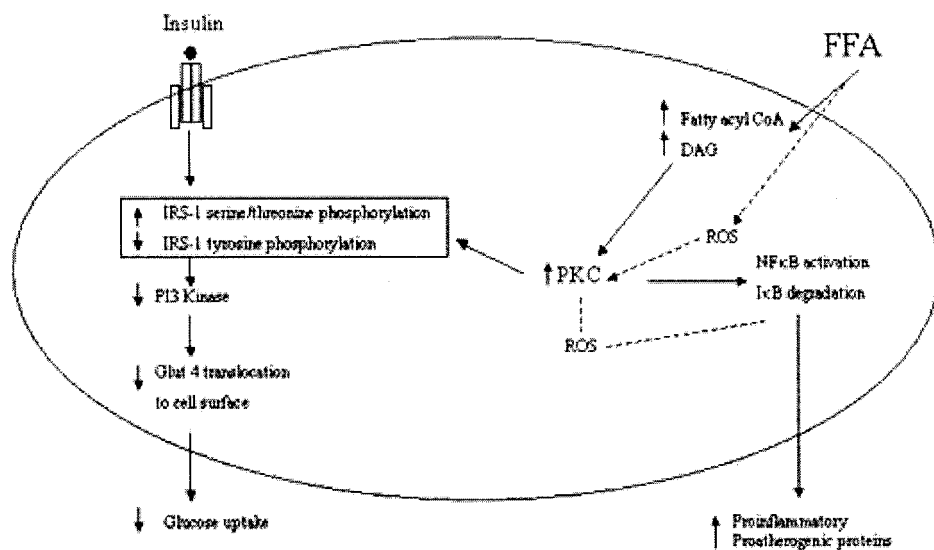 Insulin
FFA
↑ Fatty acyl CoA
↑ DAG
↑ IRS-1 serine/threonine phosphorylation
↓ IRS-1 tyrosine phosphorylation
ROS
↑ PKC
NFκB activation
IκB degradation
↓ PI3 Kinase
ROS
↓ Glut 4 translocation
to cell surface
↓ Glucose uptake
↑ Proinflammatory
Proatherogenic proteins